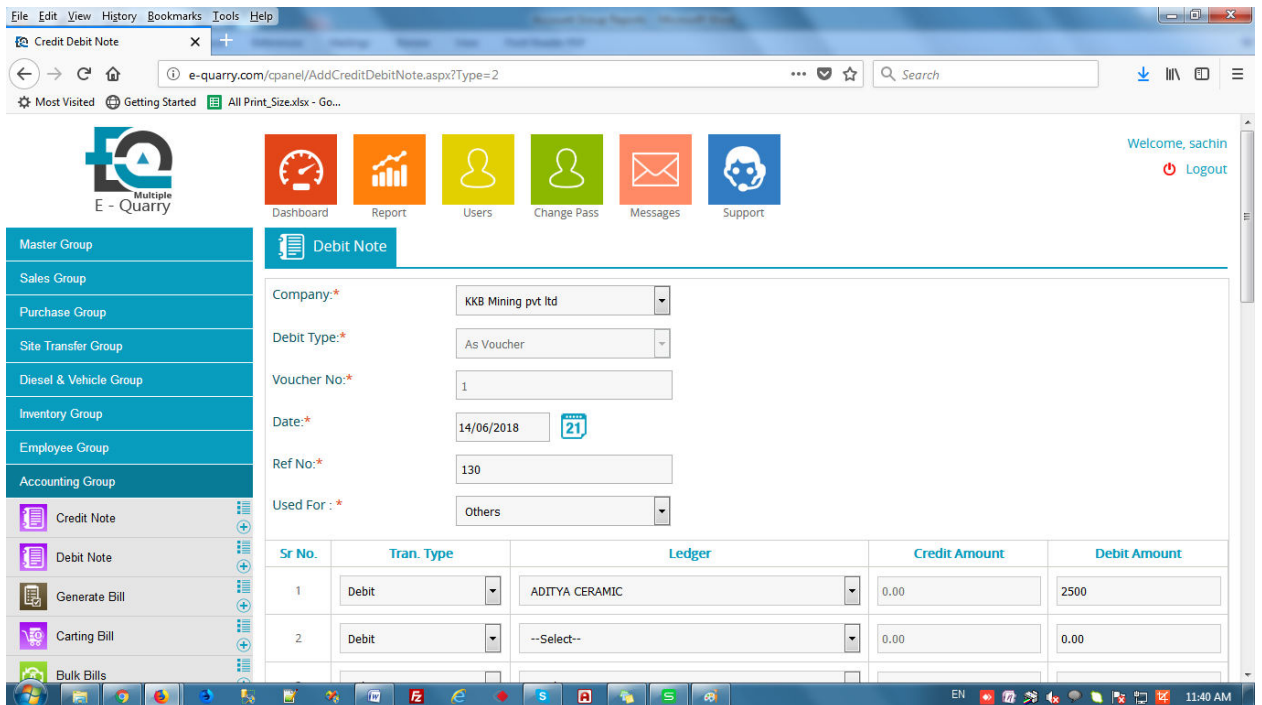 File Edit View History Bookmarks Tools Help
Credit Debit Note
e-quarry.com/cpanel/AddCreditDebitNote.aspx?Type=2
Search
Most Visited Getting Started All Print_Size.xlsx - Go...
Multiple
E - Quarry
Dashboard Report Users Change Pass Messages Support
Welcome, sachin
Logout
Master Group
Sales Group
Purchase Group
Site Transfer Group
Diesel & Vehicle Group
Inventory Group
Employee Group
Accounting Group
Credit Note
Debit Note
Generate Bill
Carting Bill
Bulk Bills
Debit Note
Company:* KKB Mining pvt ltd
Debit Type:* As Voucher
Voucher No:* 1
Date:* 14/06/2018 21
Ref No:* 130
Used For : * Others
Sr No. Tran. Type Ledger Credit Amount Debit Amount
1 Debit ADITYA CERAMIC 0.00 2500
2 Debit --Select-- 0.00 0.00
EN 11:40 AM